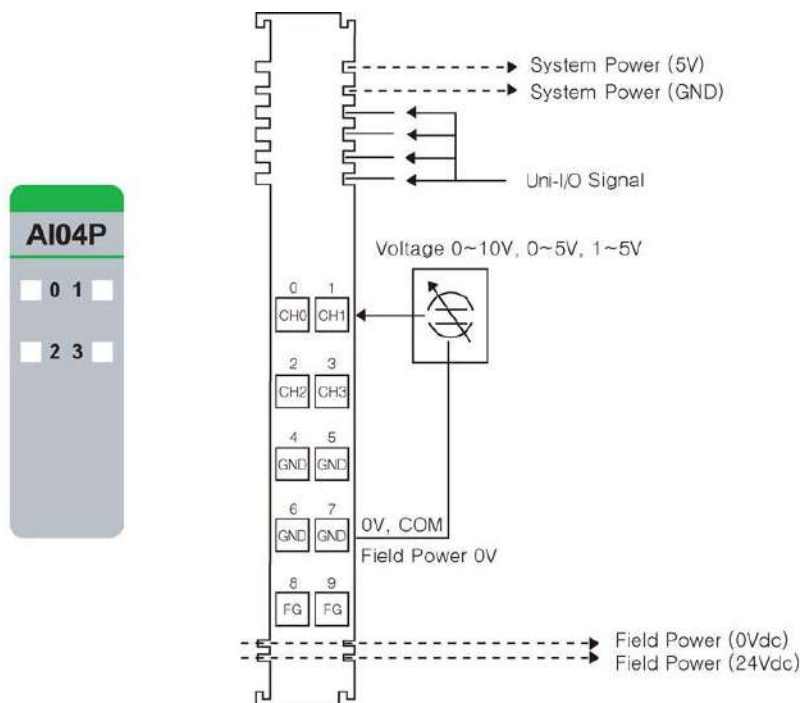 System Power (5V)
System Power (GND)
Uni-I/O Signal
AI04P
0 1
2 3
Voltage 0~10V, 0~5V, 1~5V
0 1
CH0 CH1
2 3
CH2 CH3
4 5
GND GND
6 7
GND GND
0V, COM
Field Power 0V
8 9
FG FG
Field Power (0Vdc)
Field Power (24Vdc)